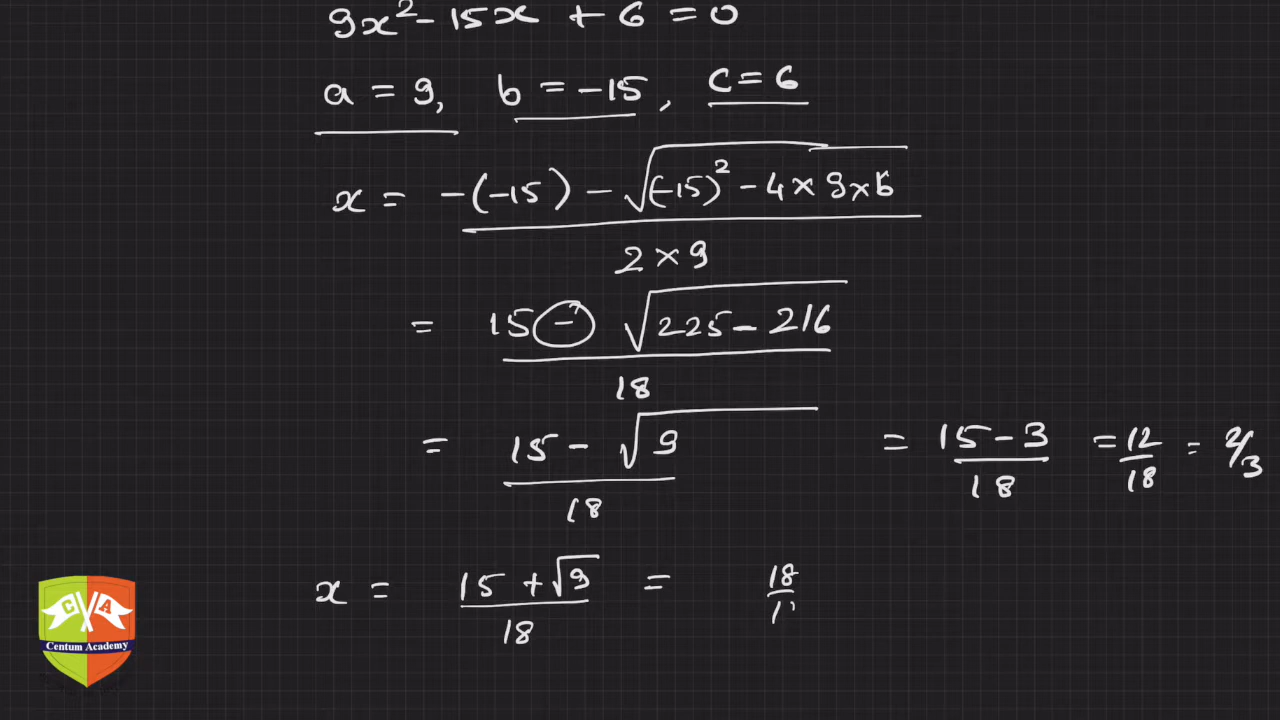 9x² - 15x + 6 = 0
a = 9, b = -15, c = 6
x = -(-15) - √(-15)² - 4 × 9 × 6
2 × 9
= 15 - √225 - 216
18
= 15 - √9 = 15 - 3 = 12 = 2/3
18 18 18
x = 15 + √9 = 18
18
C A
Centum Academy